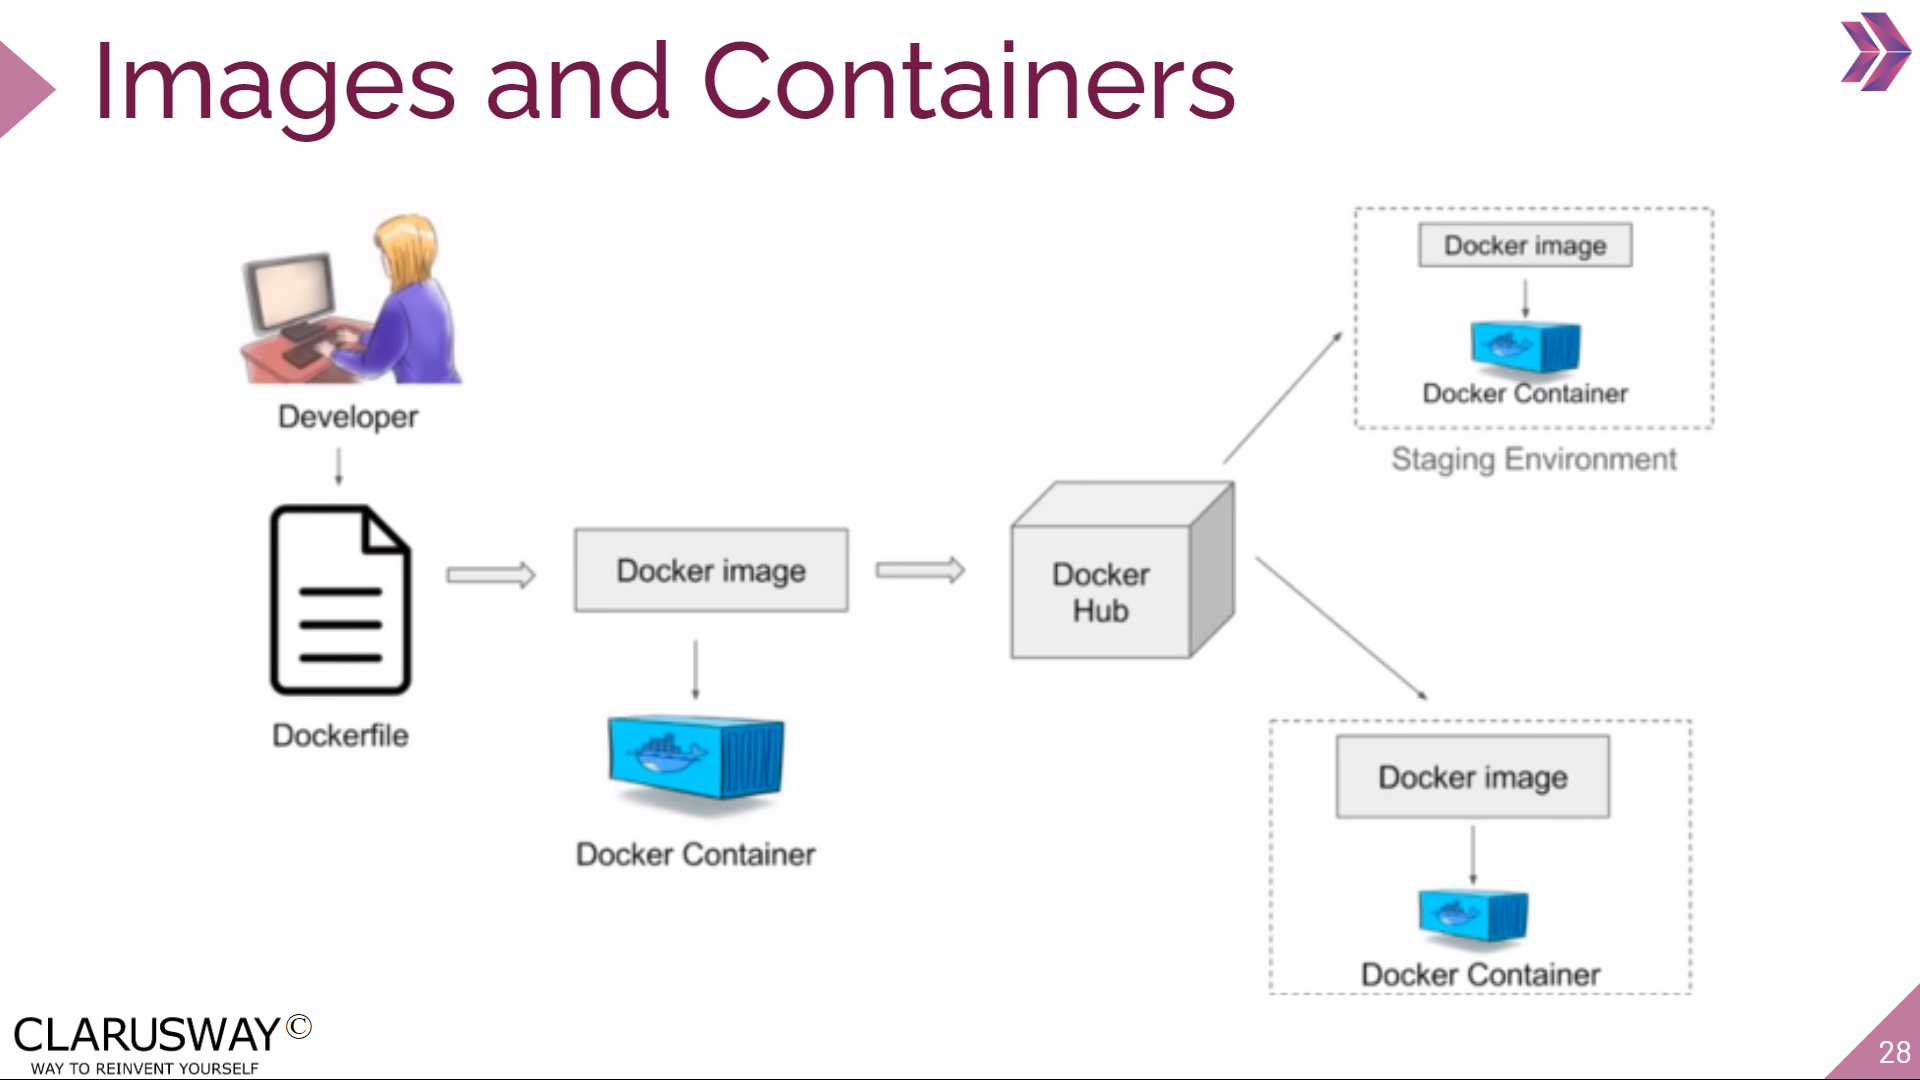 Images and Containers
Developer
Dockerfile
Docker image
Docker Container
Docker
Hub
Docker image
Docker Container
Staging Environment
Docker image
Docker Container
CLARUSWAY©
WAY TO REINVENT YOURSELF
28